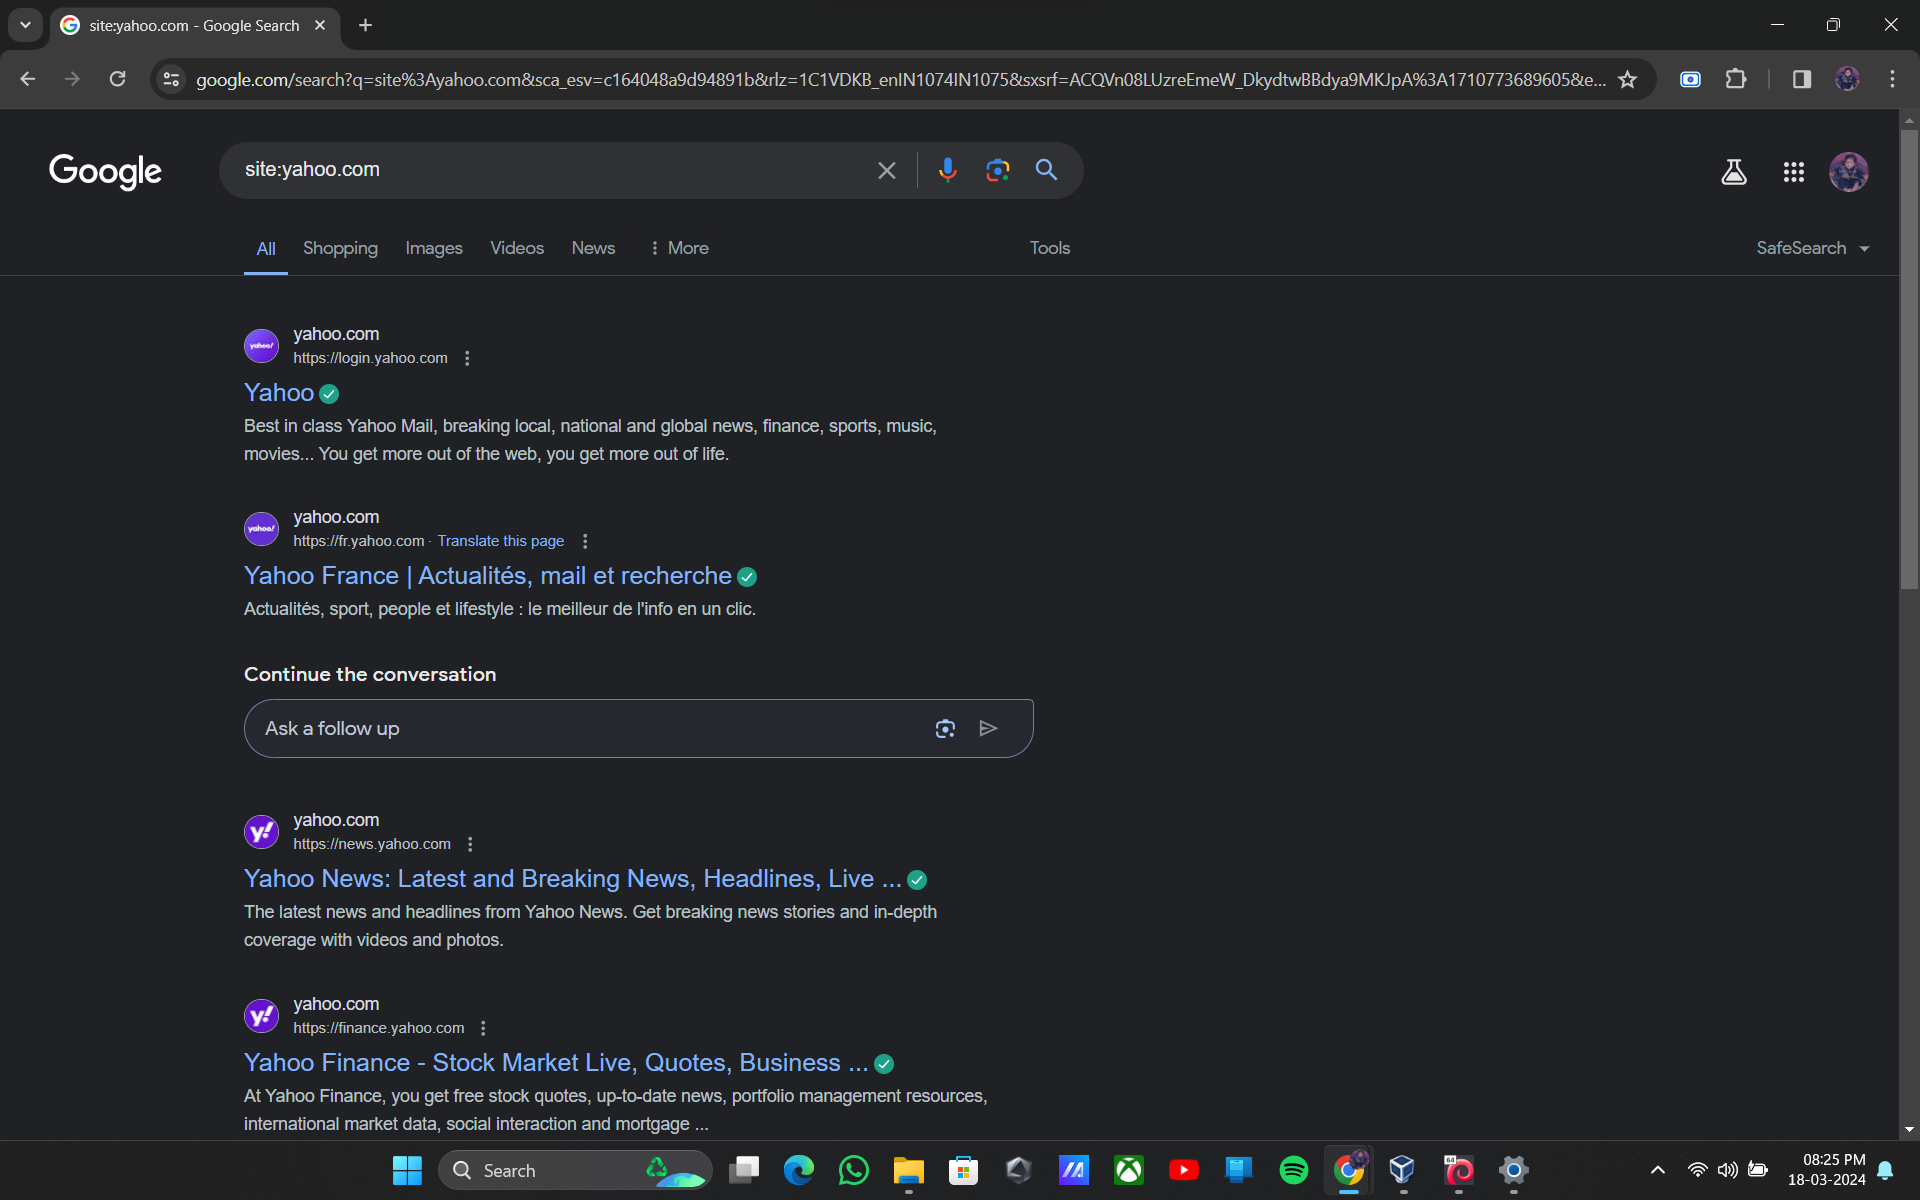 site:yahoo.com - Google Search
google.com/search?q=site%3Ayahoo.com&sca_esv=c164048a9d94891b&rlz=1C1VDKB_enIN1074IN1075&sxsrf=ACQVn08LUzreEmeW_DkydtwBBdya9MKJpA%3A1710773689605&e...
Google
site:yahoo.com
All Shopping Images Videos News More Tools SafeSearch
yahoo!
yahoo.com
https://login.yahoo.com
Yahoo
Best in class Yahoo Mail, breaking local, national and global news, finance, sports, music,
movies... You get more out of the web, you get more out of life.
yahoo!
yahoo.com
https://fr.yahoo.com · Translate this page
Yahoo France | Actualités, mail et recherche
Actualités, sport, people et lifestyle : le meilleur de l'info en un clic.
Continue the conversation
Ask a follow up
y!
yahoo.com
https://news.yahoo.com
Yahoo News: Latest and Breaking News, Headlines, Live ...
The latest news and headlines from Yahoo News. Get breaking news stories and in-depth
coverage with videos and photos.
y!
yahoo.com
https://finance.yahoo.com
Yahoo Finance - Stock Market Live, Quotes, Business ...
At Yahoo Finance, you get free stock quotes, up-to-date news, portfolio management resources,
international market data, social interaction and mortgage ...
Search
64
08:25 PM
18-03-2024